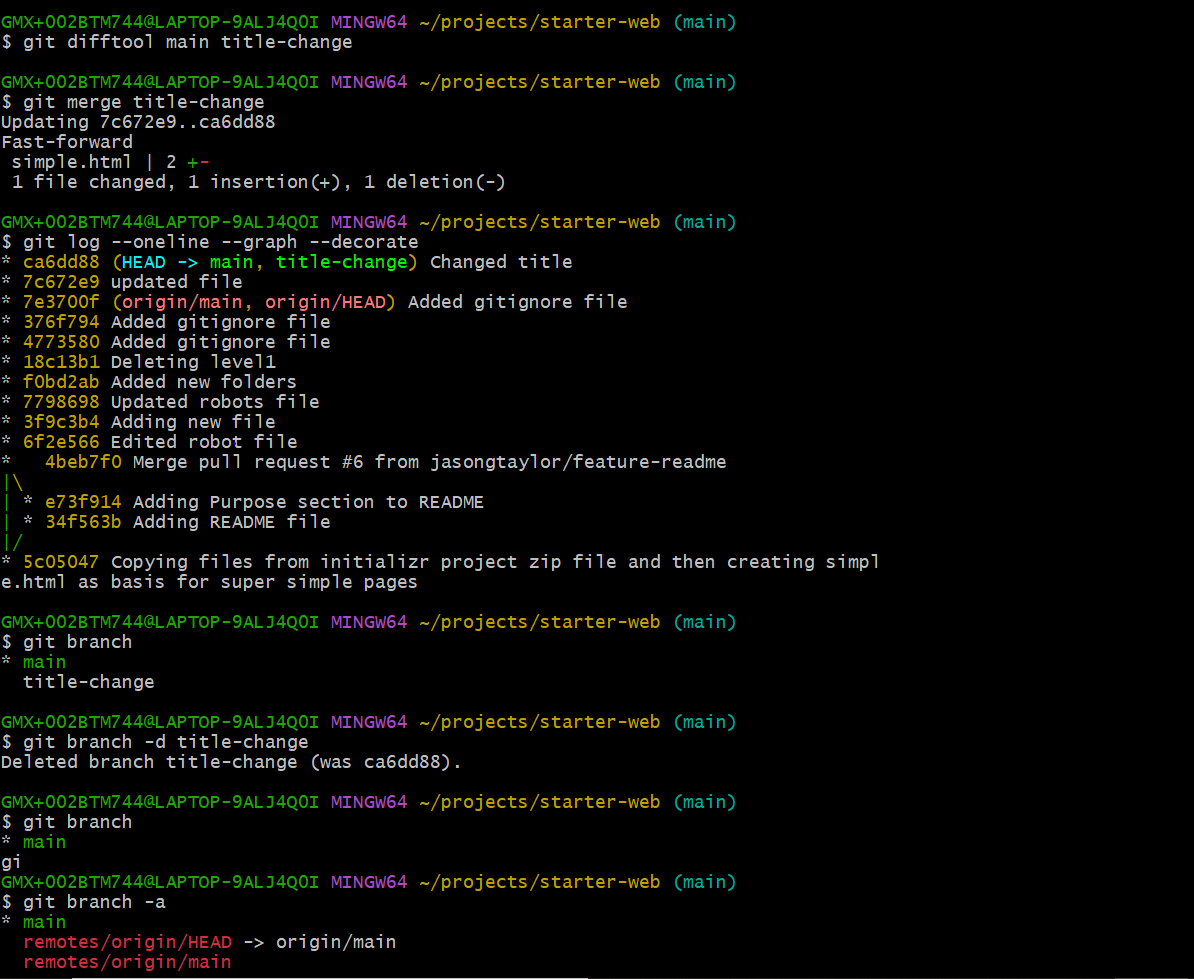 GMX+002BTM744@LAPTOP-9ALJ4Q0I MINGW64 ~/projects/starter-web (main)
$ git difftool main title-change

GMX+002BTM744@LAPTOP-9ALJ4Q0I MINGW64 ~/projects/starter-web (main)
$ git merge title-change
Updating 7c672e9..ca6dd88
Fast-forward
 simple.html | 2 +-
 1 file changed, 1 insertion(+), 1 deletion(-)

GMX+002BTM744@LAPTOP-9ALJ4Q0I MINGW64 ~/projects/starter-web (main)
$ git log --oneline --graph --decorate
* ca6dd88 (HEAD -> main, title-change) Changed title
* 7c672e9 updated file
* 7e3700f (origin/main, origin/HEAD) Added gitignore file
* 376f794 Added gitignore file
* 4773580 Added gitignore file
* 18c13b1 Deleting level1
* f0bd2ab Added new folders
* 7798698 Updated robots file
* 3f9c3b4 Adding new file
* 6f2e566 Edited robot file
*   4beb7f0 Merge pull request #6 from jasongtaylor/feature-readme
|\
| * e73f914 Adding Purpose section to README
| * 34f563b Adding README file
|/
* 5c05047 Copying files from initializr project zip file and then creating simpl
e.html as basis for super simple pages

GMX+002BTM744@LAPTOP-9ALJ4Q0I MINGW64 ~/projects/starter-web (main)
$ git branch
* main
  title-change

GMX+002BTM744@LAPTOP-9ALJ4Q0I MINGW64 ~/projects/starter-web (main)
$ git branch -d title-change
Deleted branch title-change (was ca6dd88).

GMX+002BTM744@LAPTOP-9ALJ4Q0I MINGW64 ~/projects/starter-web (main)
$ git branch
* main
gi
GMX+002BTM744@LAPTOP-9ALJ4Q0I MINGW64 ~/projects/starter-web (main)
$ git branch -a
* main
  remotes/origin/HEAD -> origin/main
  remotes/origin/main